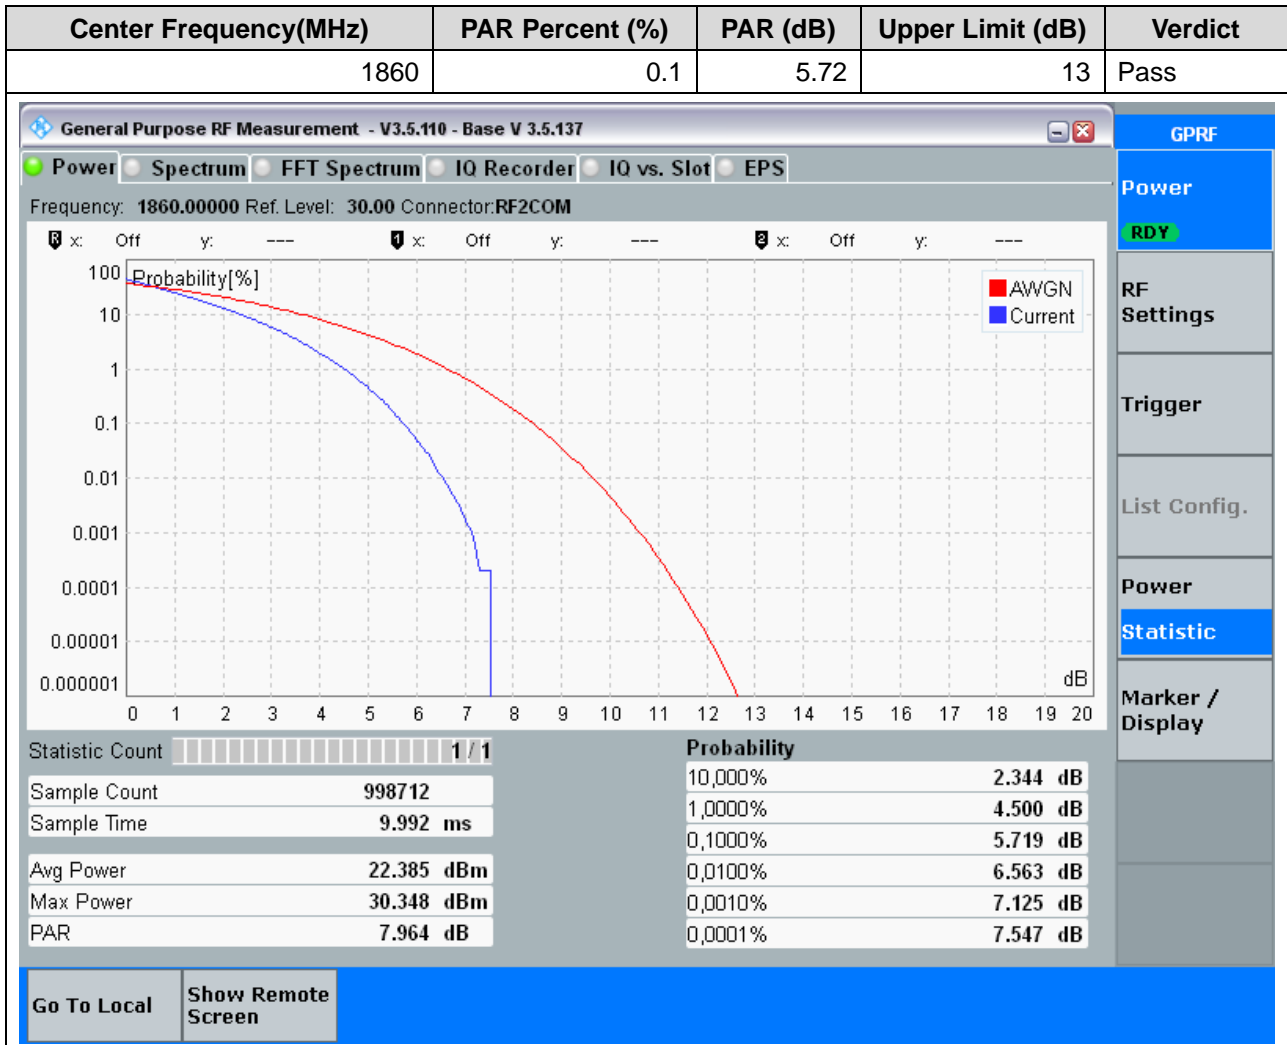 Center Frequency(MHz) PAR Percent (%) PAR (dB) Upper Limit (dB) Verdict
1860 0.1 5.72 13 Pass
General Purpose RF Measurement - V3.5.110 - Base V 3.5.137
GPRF
Power Spectrum FFT Spectrum IQ Recorder IQ vs. Slot EPS
Frequency: 1860.00000 Ref. Level: 30.00 Connector:RF2COM
R x: Off y: --- 1 x: Off y: --- 2 x: Off y: ---
Probability[%]
100
10
1
0.1
0.01
0.001
0.0001
0.00001
0.000001
AWGN
Current
dB
0 1 2 3 4 5 6 7 8 9 10 11 12 13 14 15 16 17 18 19 20
Statistic Count 1 / 1
Sample Count 998712
Sample Time 9.992 ms
Avg Power 22.385 dBm
Max Power 30.348 dBm
PAR 7.964 dB
Probability
10,000% 2.344 dB
1,0000% 4.500 dB
0,1000% 5.719 dB
0,0100% 6.563 dB
0,0010% 7.125 dB
0,0001% 7.547 dB
Power
RDY
RF
Settings
Trigger
List Config.
Power
Statistic
Marker /
Display
Go To Local
Show Remote
Screen